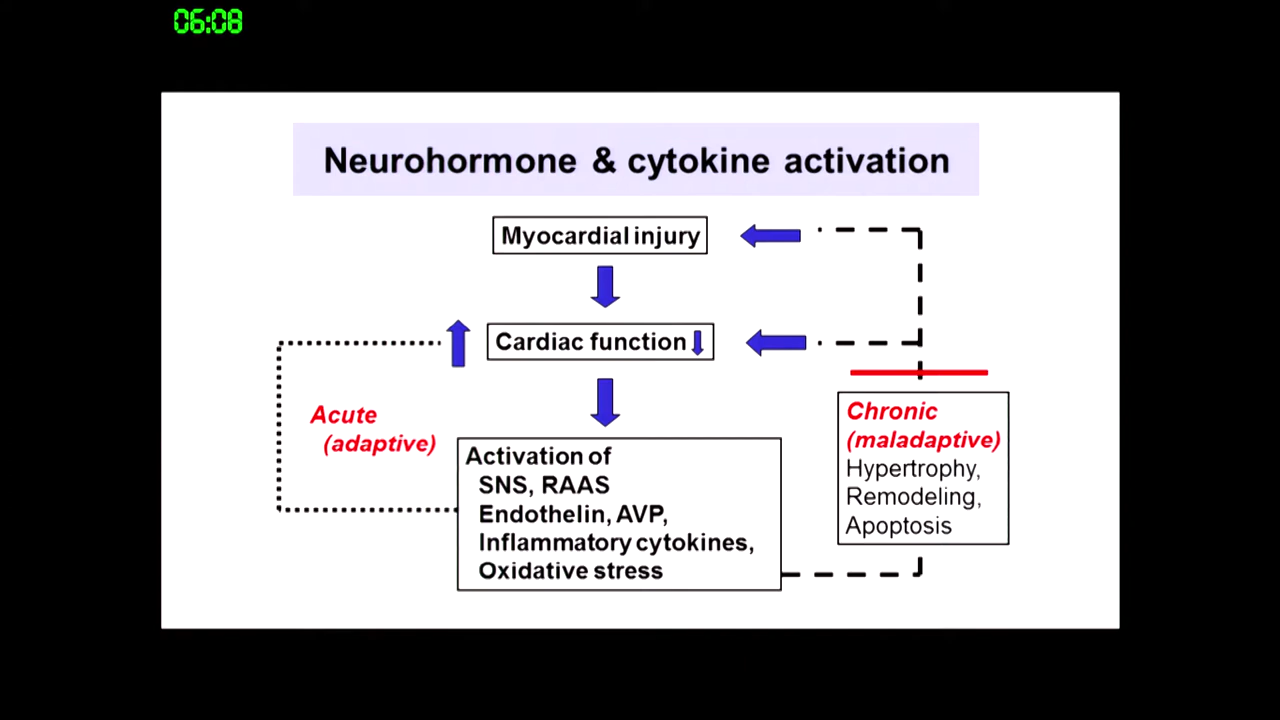 06:08
Neurohormone & cytokine activation
Myocardial injury
Cardiac function
Acute
(adaptive)
Activation of
SNS, RAAS
Endothelin, AVP,
Inflammatory cytokines,
Oxidative stress
Chronic
(maladaptive)
Hypertrophy,
Remodeling,
Apoptosis